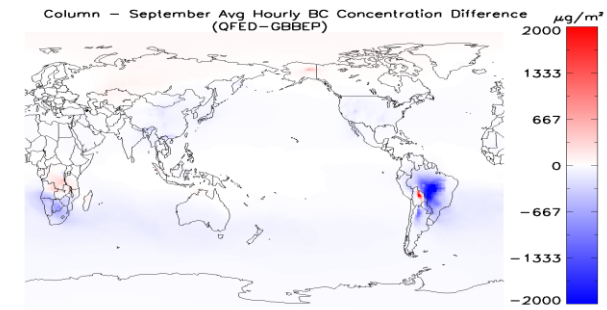 Column – September Avg Hourly BC Concentration Difference
(QFED–GBBEP)
μg/m²
2000
1333
667
0
−667
−1333
−2000